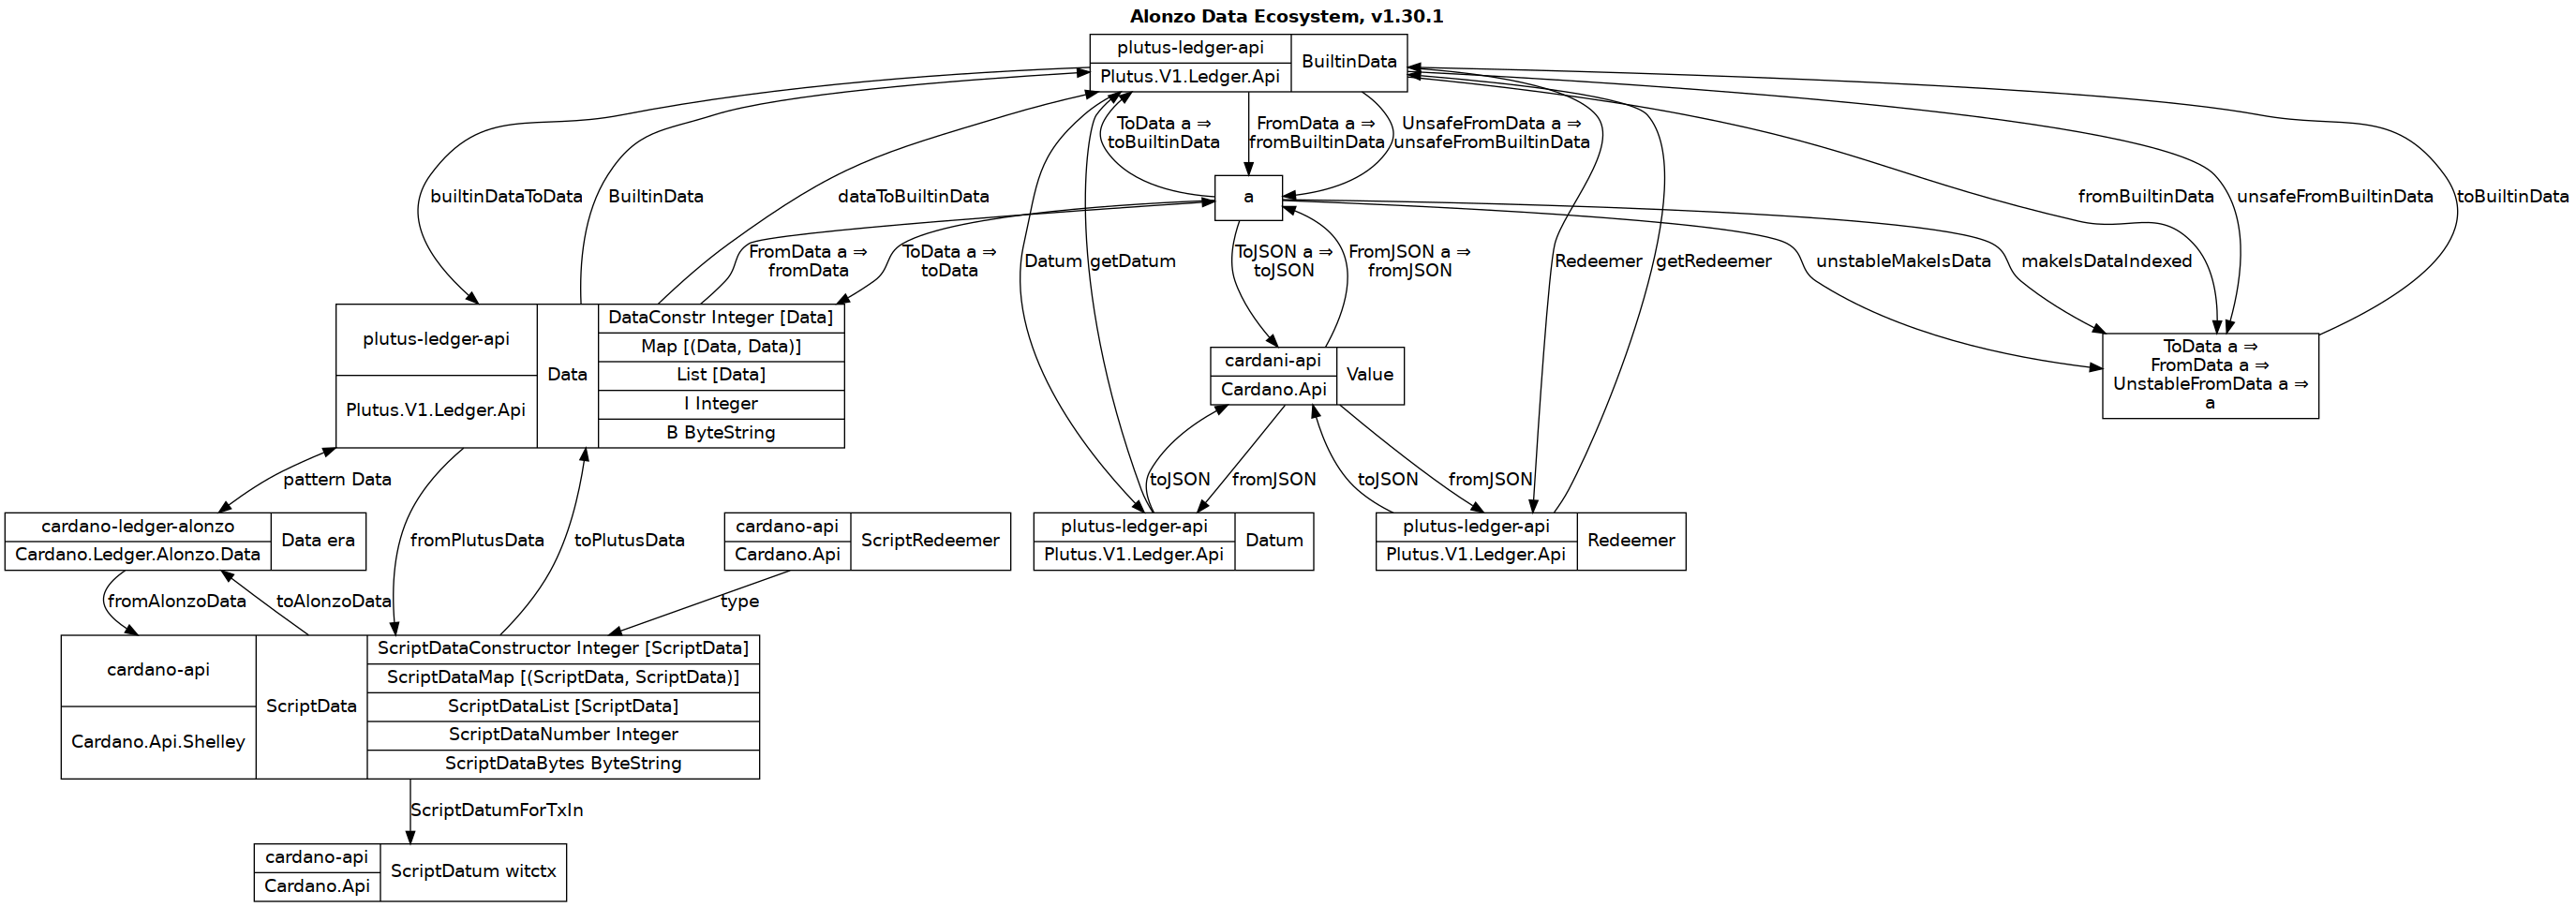 Alonzo Data Ecosystem, v1.30.1
plutus-ledger-api
Plutus.V1.Ledger.Api
BuiltinData
ToData a ⇒
toBuiltinData
FromData a ⇒
fromBuiltinData
UnsafeFromData a ⇒
unsafeFromBuiltinData
builtinDataToData
BuiltinData
dataToBuiltinData
a
fromBuiltinData
unsafeFromBuiltinData
toBuiltinData
FromData a ⇒
fromData
ToData a ⇒
toData
Datum
getDatum
ToJSON a ⇒
toJSON
FromJSON a ⇒
fromJSON
Redeemer
getRedeemer
unstableMakeIsData
makeIsDataIndexed
plutus-ledger-api
Plutus.V1.Ledger.Api
Data
DataConstr Integer [Data]
Map [(Data, Data)]
List [Data]
I Integer
B ByteString
cardani-api
Cardano.Api
Value
ToData a ⇒
FromData a ⇒
UnstableFromData a ⇒
a
pattern Data
toJSON
fromJSON
toJSON
fromJSON
cardano-ledger-alonzo
Cardano.Ledger.Alonzo.Data
Data era
fromPlutusData
toPlutusData
cardano-api
Cardano.Api
ScriptRedeemer
plutus-ledger-api
Plutus.V1.Ledger.Api
Datum
plutus-ledger-api
Plutus.V1.Ledger.Api
Redeemer
fromAlonzoData
toAlonzoData
type
cardano-api
Cardano.Api.Shelley
ScriptData
ScriptDataConstructor Integer [ScriptData]
ScriptDataMap [(ScriptData, ScriptData)]
ScriptDataList [ScriptData]
ScriptDataNumber Integer
ScriptDataBytes ByteString
ScriptDatumForTxIn
cardano-api
Cardano.Api
ScriptDatum witctx